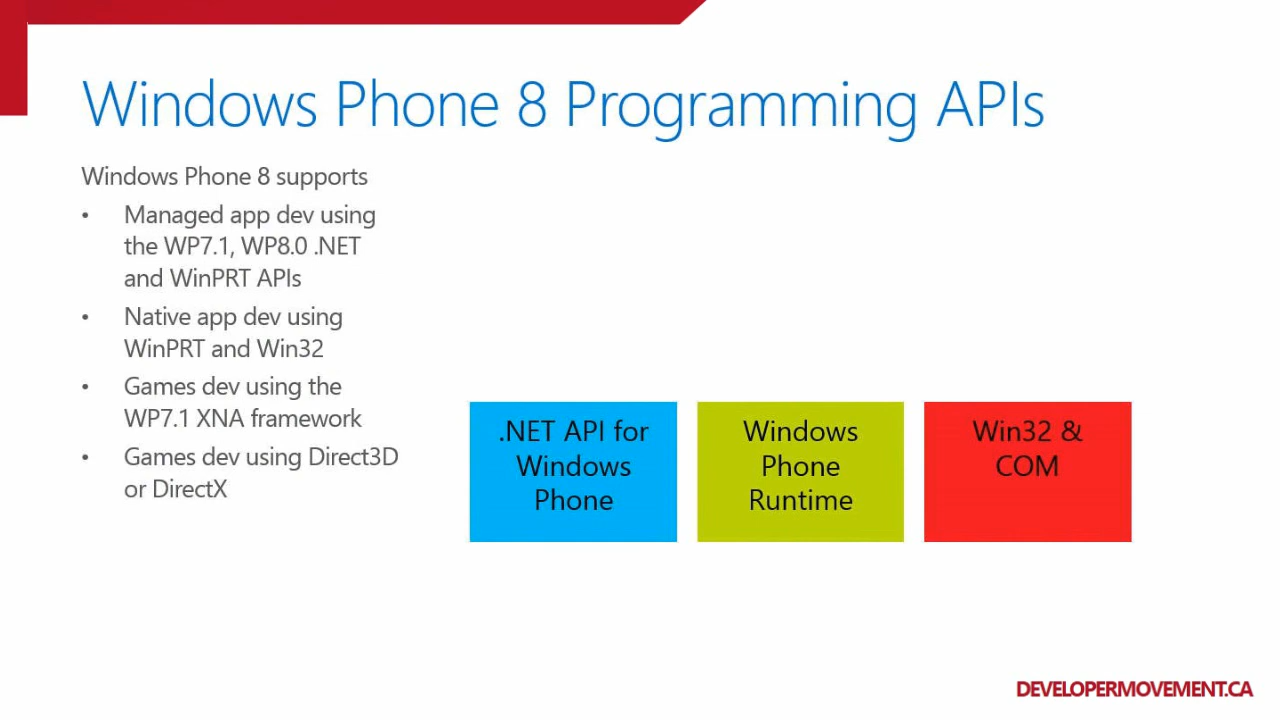 Windows Phone 8 Programming APIs
Windows Phone 8 supports
• Managed app dev using
the WP7.1, WP8.0 .NET
and WinPRT APIs
• Native app dev using
WinPRT and Win32
• Games dev using the
WP7.1 XNA framework
• Games dev using Direct3D
or DirectX
.NET API for
Windows
Phone
Windows
Phone
Runtime
Win32 &
COM
DEVELOPERMOVEMENT.CA